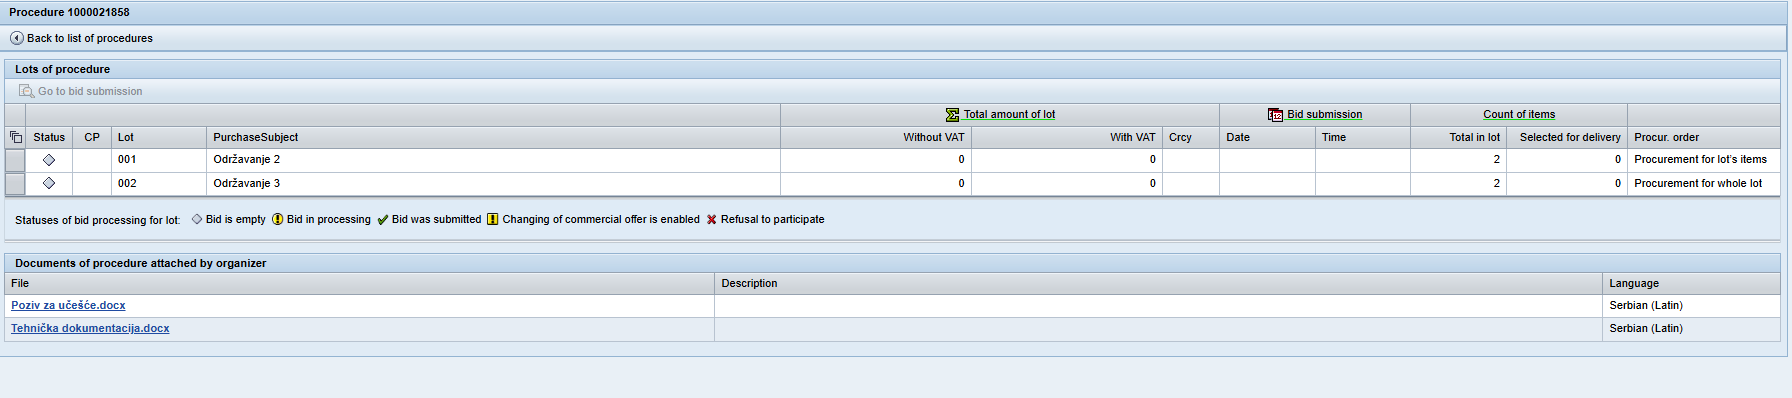 Procedure 1000021858
Back to list of procedures
Lots of procedure
Go to bid submission
Total amount of lot Bid submission Count of items
Status CP Lot PurchaseSubject Without VAT With VAT Crcy Date Time Total in lot Selected for delivery Procur. order
001 Održavanje 2 0 0 2 0 Procurement for lot's items
002 Održavanje 3 0 0 2 0 Procurement for whole lot
Statuses of bid processing for lot: Bid is empty Bid in processing Bid was submitted Changing of commercial offer is enabled Refusal to participate
Documents of procedure attached by organizer
File Description Language
Poziv za učešće.docx Serbian (Latin)
Tehnička dokumentacija.docx Serbian (Latin)